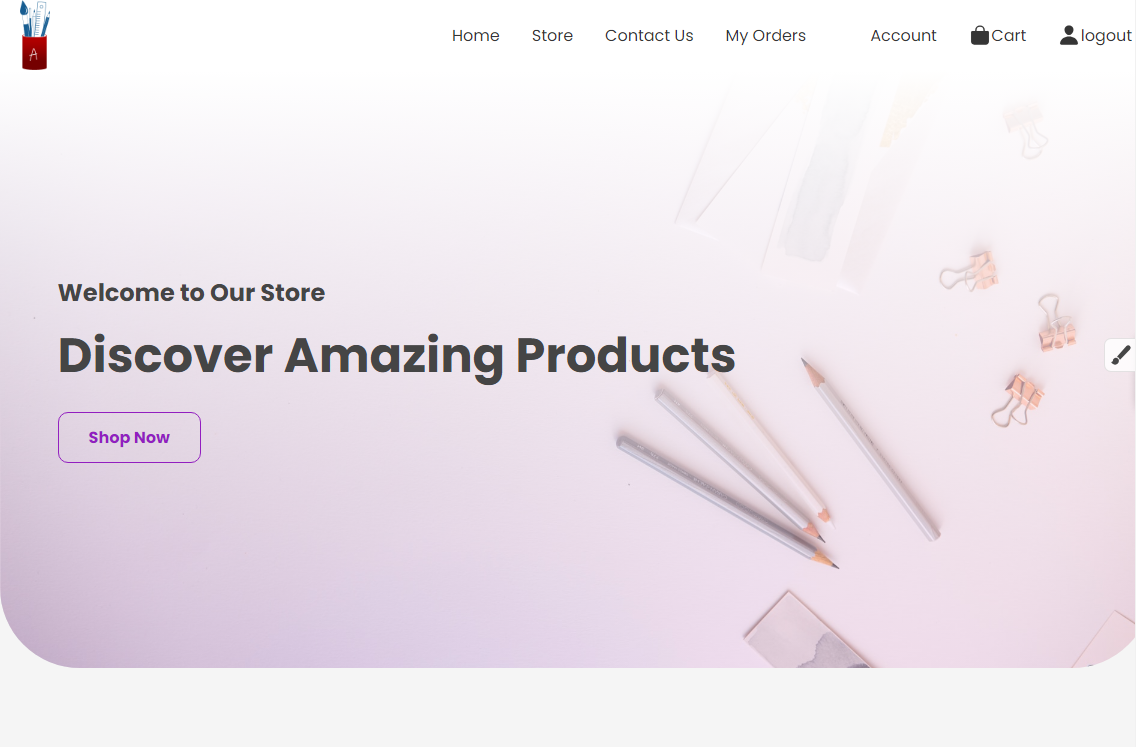 A
Home Store Contact Us My Orders Account Cart logout
Welcome to Our Store
Discover Amazing Products
Shop Now